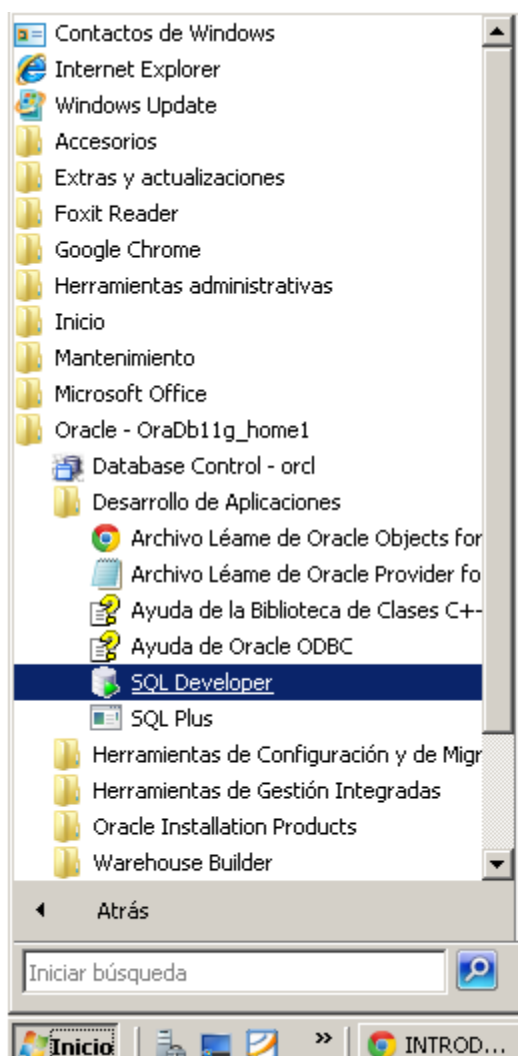 Contactos de Windows
Internet Explorer
Windows Update
Accesorios
Extras y actualizaciones
Foxit Reader
Google Chrome
Herramientas administrativas
Inicio
Mantenimiento
Microsoft Office
Oracle - OraDb11g_home1
Database Control - orcl
Desarrollo de Aplicaciones
Archivo Léame de Oracle Objects for
Archivo Léame de Oracle Provider fo
Ayuda de la Biblioteca de Clases C+-
Ayuda de Oracle ODBC
SQL Developer
SQL Plus
Herramientas de Configuración y de Migr
Herramientas de Gestión Integradas
Oracle Installation Products
Warehouse Builder
Atrás
Iniciar búsqueda
Inicio » INTROD...